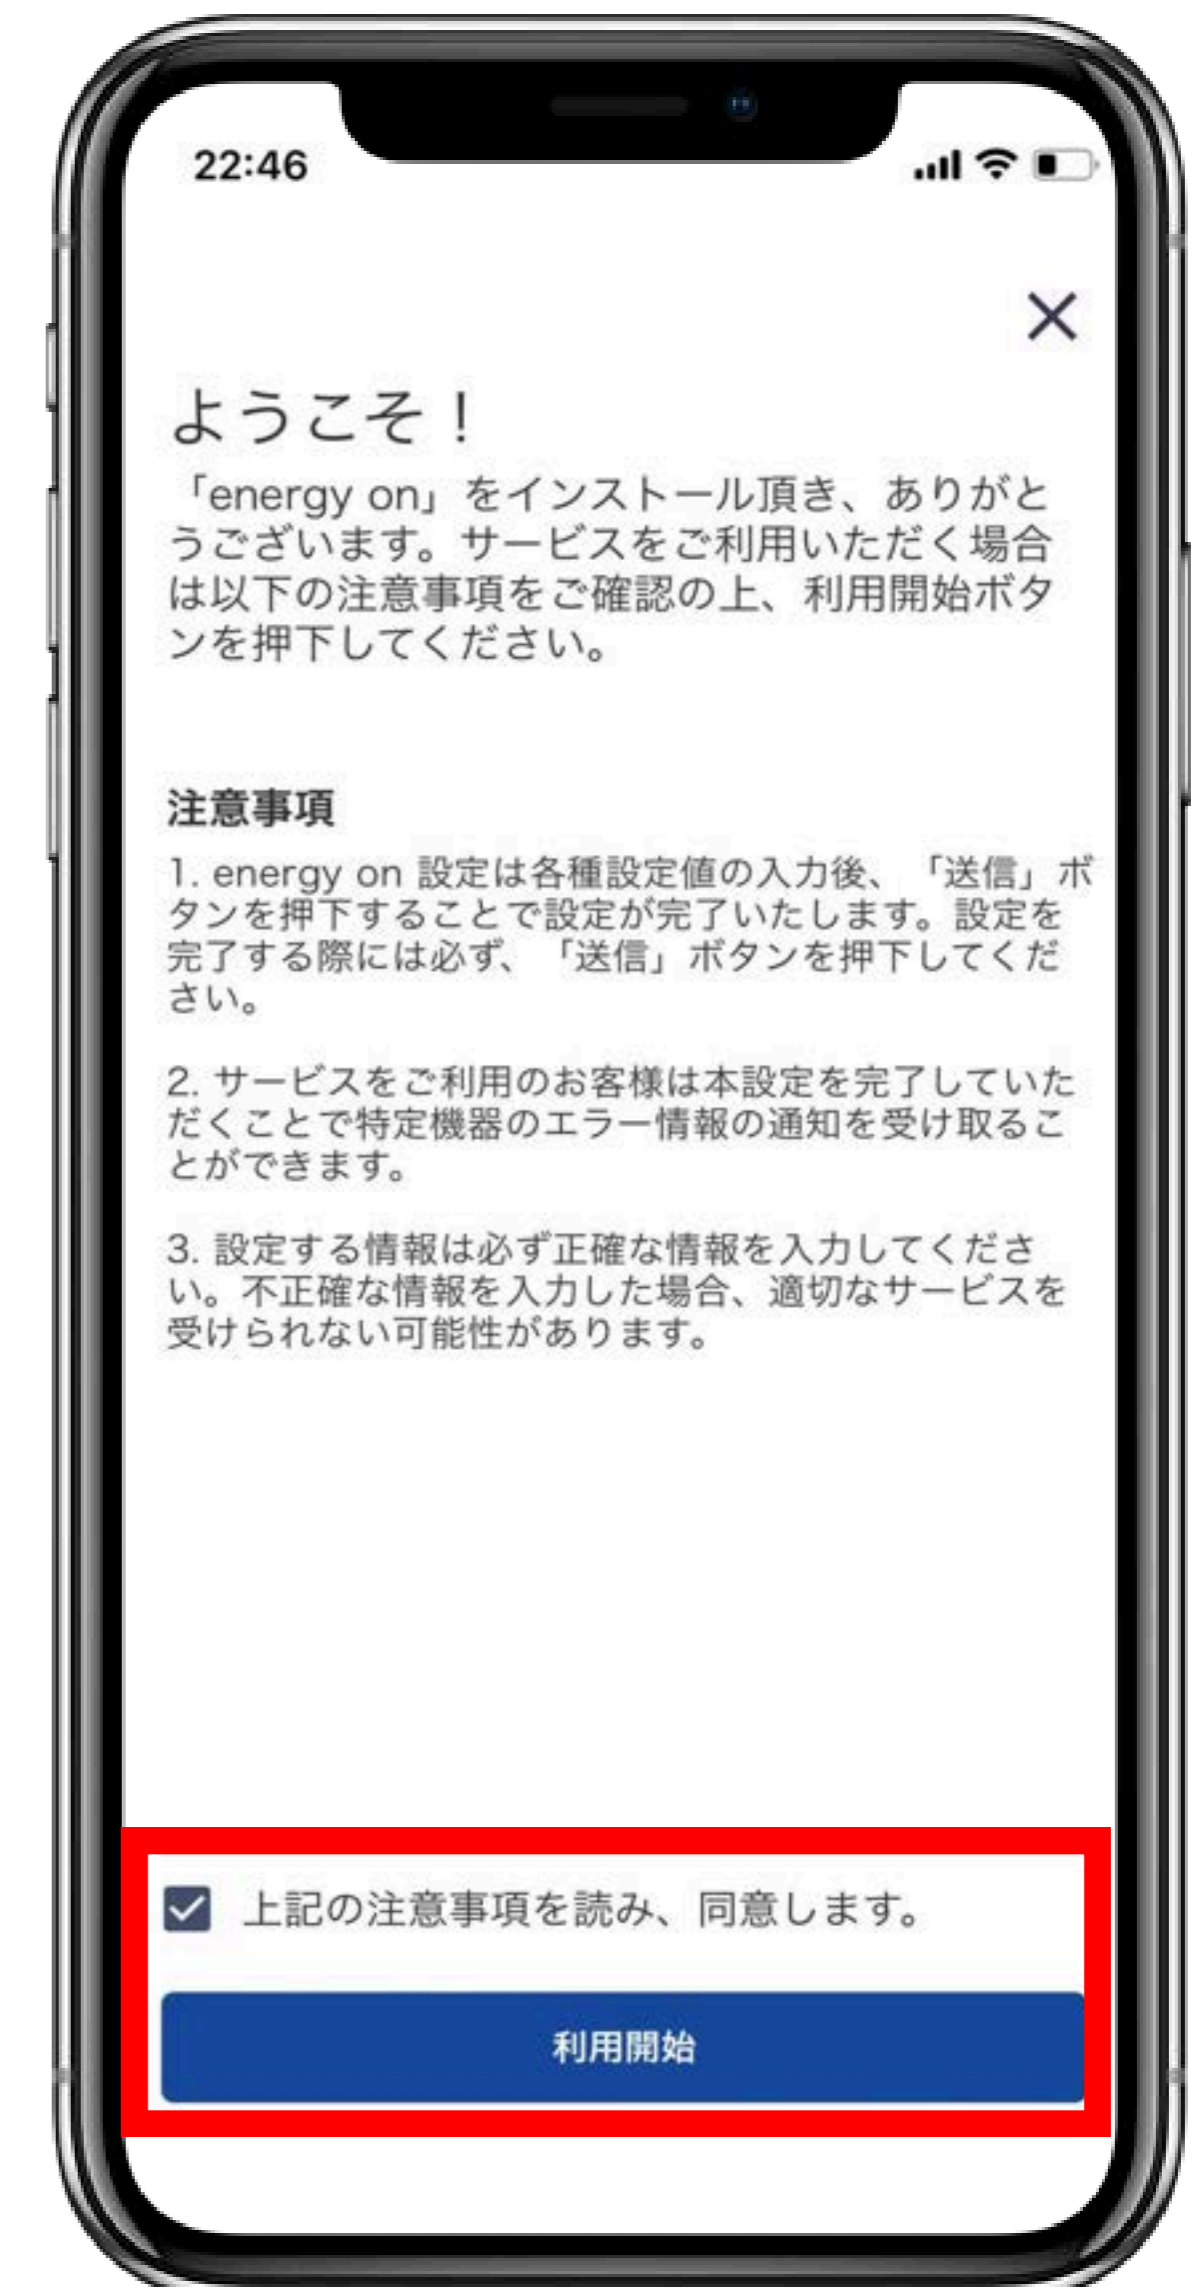 22:46
ようこそ！
「energy on」をインストール頂き、ありがと
うございます。サービスをご利用いただく場合
は以下の注意事項をご確認の上、利用開始ボタ
ンを押下してください。
注意事項
1. energy on 設定は各種設定値の入力後、「送信」ボ
タンを押下することで設定が完了いたします。設定を
完了する際には必ず、「送信」ボタンを押下してくだ
さい。
2. サービスをご利用のお客様は本設定を完了していた
だくことで特定機器のエラー情報の通知を受け取るこ
とができます。
3. 設定する情報は必ず正確な情報を入力してくださ
い。不正確な情報を入力した場合、適切なサービスを
受けられない可能性があります。
上記の注意事項を読み、同意します。
利用開始